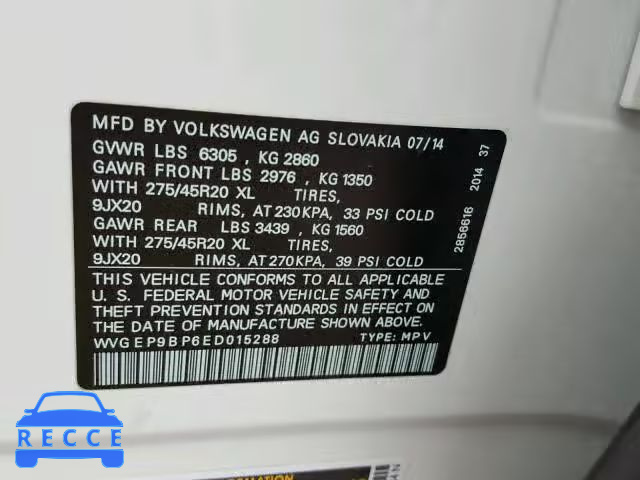 MFD BY VOLKSWAGEN AG SLOVAKIA 07/14
GVWR LBS 6305 , KG 2860
GAWR FRONT LBS 2976 , KG 1350
WITH 275/45R20 XL TIRES,
9JX20 RIMS, AT 230 KPA, 33 PSI COLD
GAWR REAR LBS 3439 , KG 1560
WITH 275/45R20 XL TIRES,
9JX20 RIMS, AT 270 KPA, 39 PSI COLD
THIS VEHICLE CONFORMS TO ALL APPLICABLE
U. S. FEDERAL MOTOR VEHICLE SAFETY AND
THEFT PREVENTION STANDARDS IN EFFECT ON
THE DATE OF MANUFACTURE SHOWN ABOVE.
WVGEP9BP6ED015288 TYPE: MPV
2856616 2014 37
RECCE